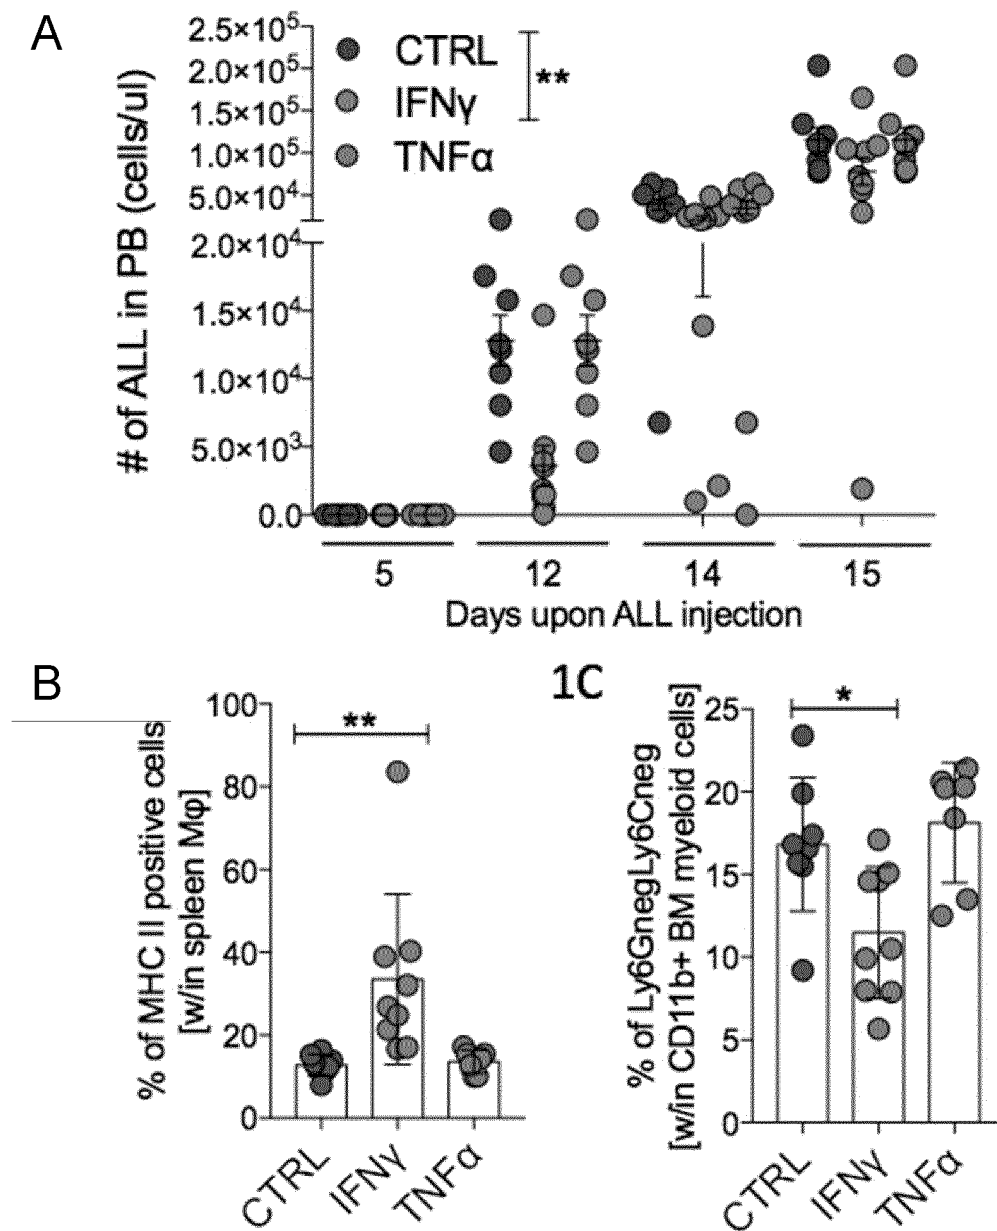 A
# of ALL in PB (cells/ul)
2.5×10⁵
2.0×10⁵
1.5×10⁵
1.0×10⁵
5.0×10⁴
2.0×10⁴
1.5×10⁴
1.0×10⁴
5.0×10³
0.0
CTRL
IFNγ
TNFα
**
5 12 14 15
Days upon ALL injection
B
% of MHC II positive cells
[w/in spleen Mφ]
100
80
60
40
20
0
**
CTRL IFNγ TNFα
1C
% of Ly6GnegLy6Cneg
[w/in CD11b+ BM myeloid cells]
25
20
15
10
5
0
*
CTRL IFNγ TNFα